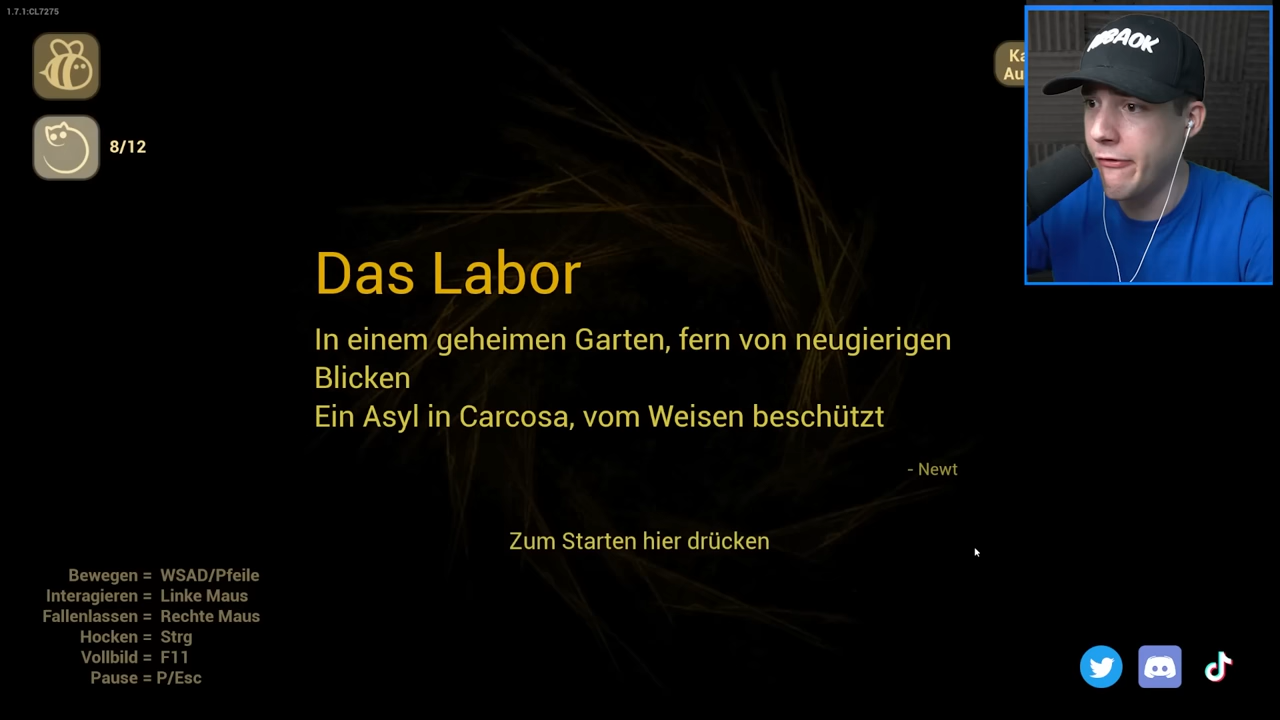 1.7.1:CL7275
8/12
Ka
Au
Das Labor
In einem geheimen Garten, fern von neugierigen
Blicken
Ein Asyl in Carcosa, vom Weisen beschützt
- Newt
Zum Starten hier drücken
Bewegen = WSAD/Pfeile
Interagieren = Linke Maus
Fallenlassen = Rechte Maus
Hocken = Strg
Vollbild = F11
Pause = P/Esc